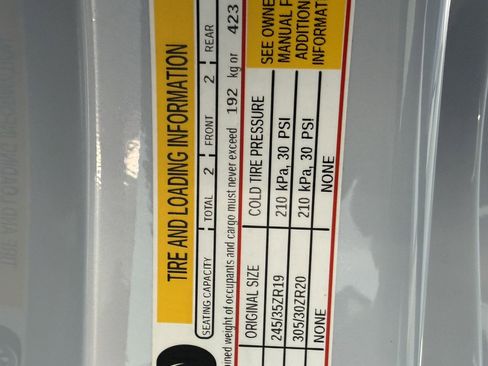 TIRE AND LOADING INFORMATION
SEATING CAPACITY TOTAL 2 FRONT 2 REAR
weight of occupants and cargo must never exceed 192 kg or 423
ORIGINAL SIZE COLD TIRE PRESSURE SEE OWNE
245/35ZR19 210 kPa, 30 PSI MANUAL F
305/30ZR20 210 kPa, 30 PSI ADDITION
NONE NONE INFORMAT